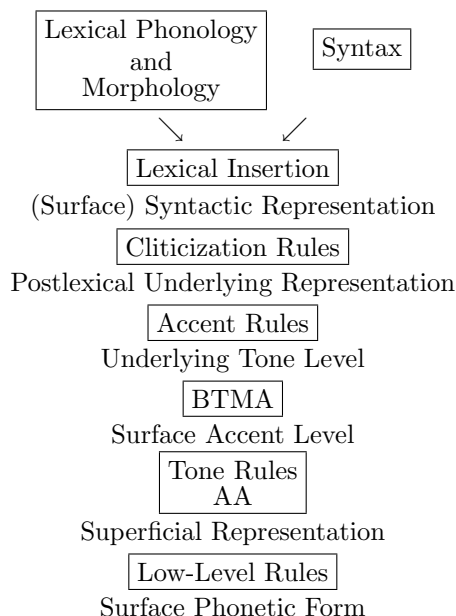 Lexical Phonology
and
Morphology
Syntax
Lexical Insertion
(Surface) Syntactic Representation
Cliticization Rules
Postlexical Underlying Representation
Accent Rules
Underlying Tone Level
BTMA
Surface Accent Level
Tone Rules
AA
Superficial Representation
Low-Level Rules
Surface Phonetic Form